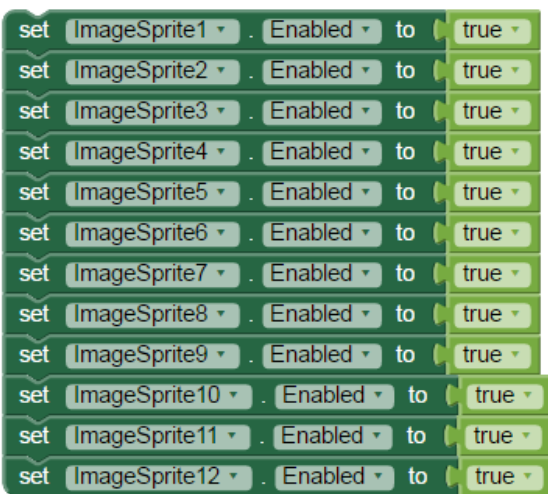 set ImageSprite1 . Enabled to true
set ImageSprite2 . Enabled to true
set ImageSprite3 . Enabled to true
set ImageSprite4 . Enabled to true
set ImageSprite5 . Enabled to true
set ImageSprite6 . Enabled to true
set ImageSprite7 . Enabled to true
set ImageSprite8 . Enabled to true
set ImageSprite9 . Enabled to true
set ImageSprite10 . Enabled to true
set ImageSprite11 . Enabled to true
set ImageSprite12 . Enabled to true